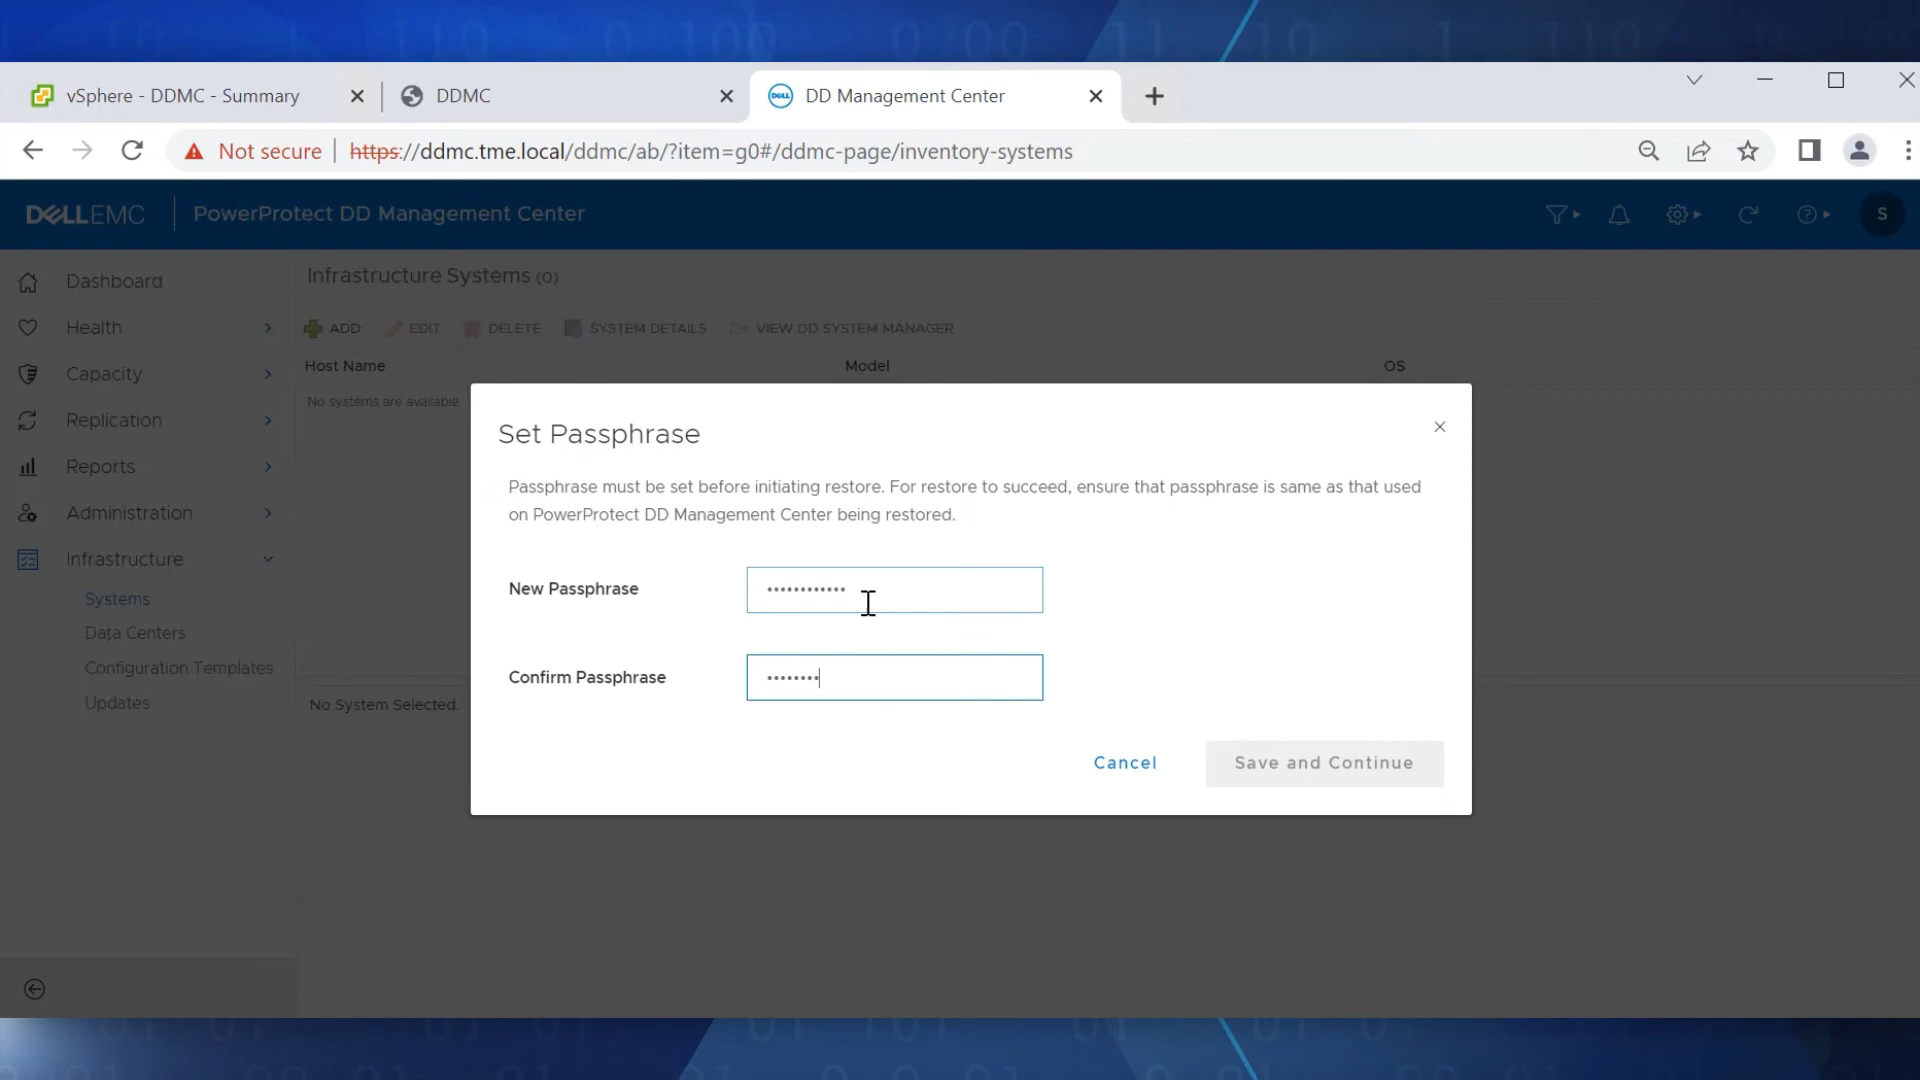 vSphere - DDMC - Summary
DDMC
DD Management Center
Not secure
https://ddmc.tme.local/ddmc/ab/?item=g0#/ddmc-page/inventory-systems
DELLEMC
PowerProtect DD Management Center
S
Dashboard
Health
Capacity
Replication
Reports
Administration
Infrastructure
Systems
Data Centers
Configuration Templates
Updates
Infrastructure Systems (0)
ADD
EDIT
DELETE
SYSTEM DETAILS
VIEW DD SYSTEM MANAGER
Host Name
Model
OS
No systems are available.
No System Selected.
Set Passphrase
Passphrase must be set before initiating restore. For restore to succeed, ensure that passphrase is same as that used
on PowerProtect DD Management Center being restored.
New Passphrase
••••••••••••
Confirm Passphrase
••••••••
Cancel
Save and Continue